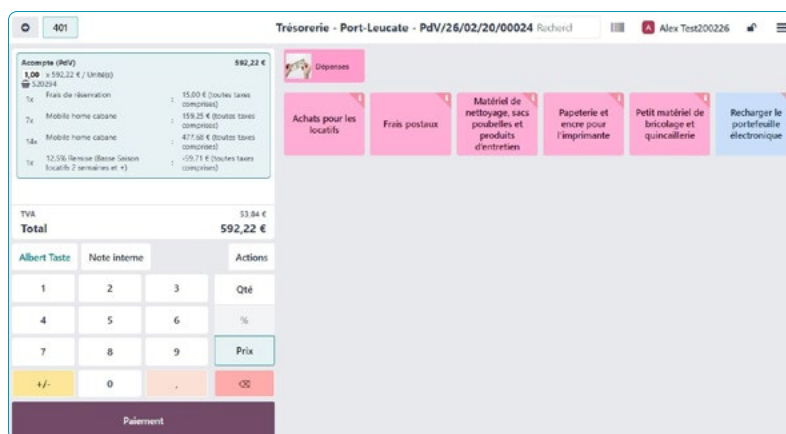 401
Trésorerie - Port-Leucate - PdV/26/02/20/00024
Recherd
A Alex Test200226
Acompte (PdV) 592,22 €
1,00 x 592,22 € / Unité(s)
S20294
1x Frais de réservation : 15.00 € (toutes taxes comprises)
7x Mobile home cabane : 159.25 € (toutes taxes comprises)
14x Mobile home cabane : 477.68 € (toutes taxes comprises)
1x 12.5% Remise (Basse Saison locatifs 2 semaines et +) : -59.71 € (toutes taxes comprises)
TVA 53,84 €
Total 592,22 €
Albert Taste Note interne Actions
1 2 3 Qté
4 5 6 %
7 8 9 Prix
+/- 0 .
Paiement
Dépenses
Achats pour les
locatifs
Frais postaux
Matériel de
nettoyage, sacs
poubelles et
produits
d'entretien
Papeterie et
encre pour
l'imprimante
Petit matériel de
bricolage et
quincaillerie
Recharger le
portefeuille
électronique